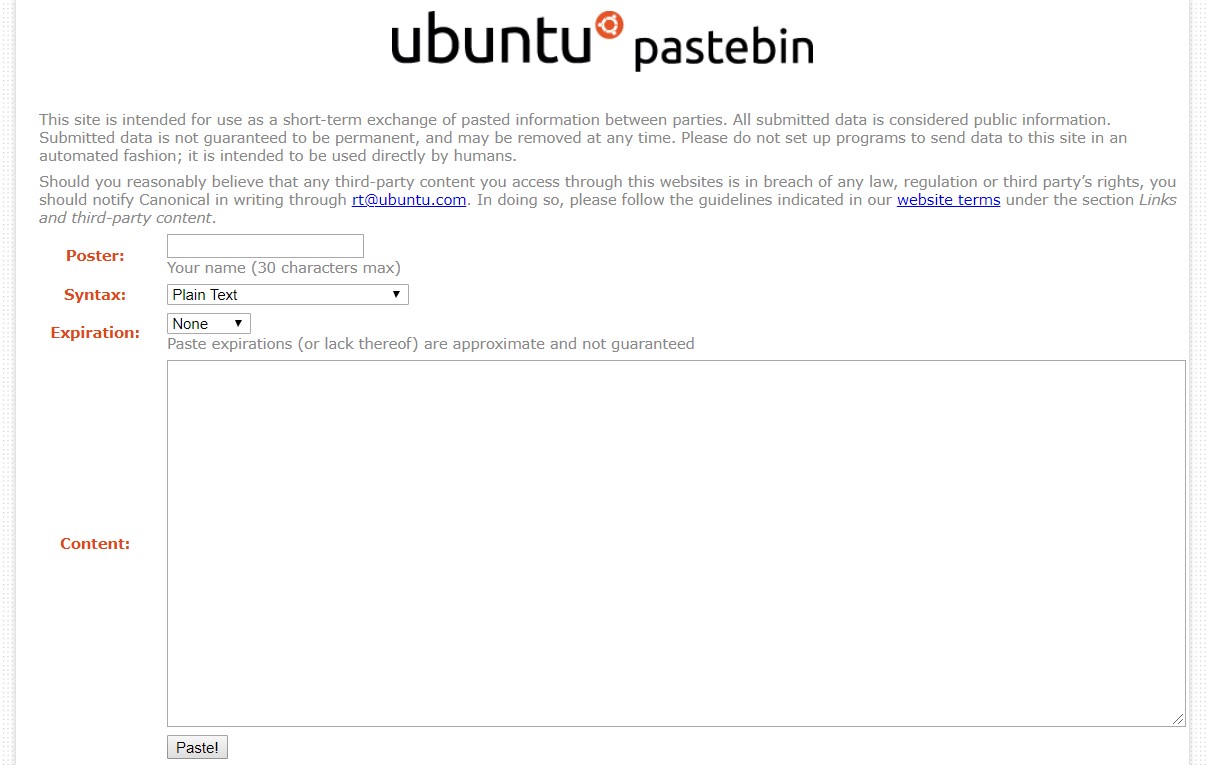 ubuntu pastebin
This site is intended for use as a short-term exchange of pasted information between parties. All submitted data is considered public information.
Submitted data is not guaranteed to be permanent, and may be removed at any time. Please do not set up programs to send data to this site in an
automated fashion; it is intended to be used directly by humans.
Should you reasonably believe that any third-party content you access through this websites is in breach of any law, regulation or third party’s rights, you
should notify Canonical in writing through rt@ubuntu.com. In doing so, please follow the guidelines indicated in our website terms under the section Links
and third-party content.
Poster:
Your name (30 characters max)
Syntax: Plain Text
Expiration: None
Paste expirations (or lack thereof) are approximate and not guaranteed
Content:
Paste!